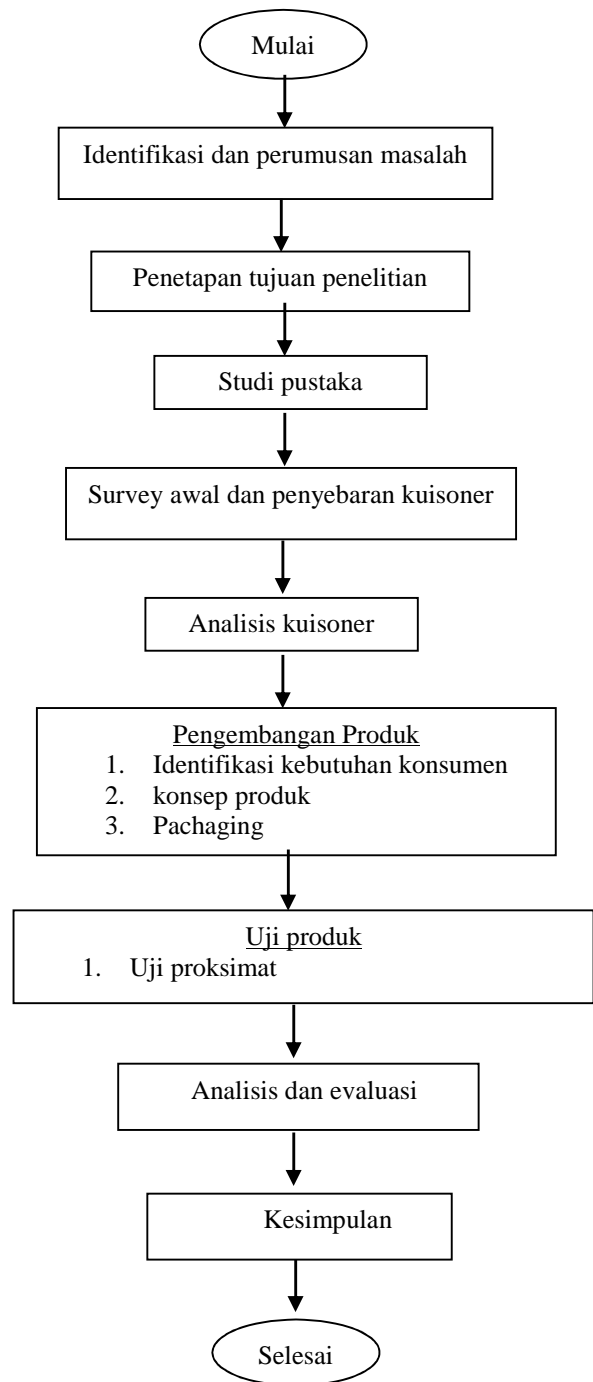 Mulai
Identifikasi dan perumusan masalah
Penetapan tujuan penelitian
Studi pustaka
Survey awal dan penyebaran kuisoner
Analisis kuisoner
Pengembangan Produk
1. Identifikasi kebutuhan konsumen
2. konsep produk
3. Pachaging
Uji produk
1. Uji proksimat
Analisis dan evaluasi
Kesimpulan
Selesai